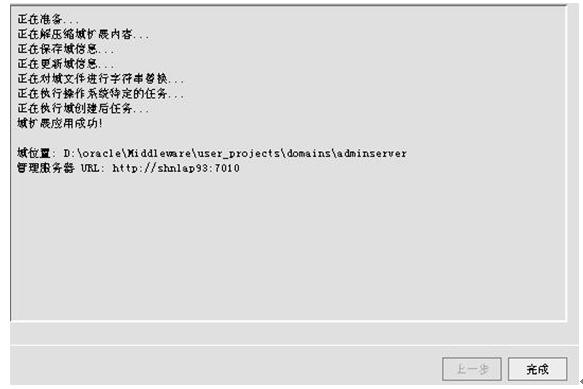 正在准备...
正在解压缩域扩展内容...
正在保存域信息...
正在更新域信息...
正在对域文件进行字符串替换...
正在执行操作系统特定的任务...
正在执行域创建后任务...
域扩展应用成功!
域位置: D:\oracle\Middleware\user_projects\domains\adminserver
管理服务器 URL: http://shnlap93:7010
上一步 完成